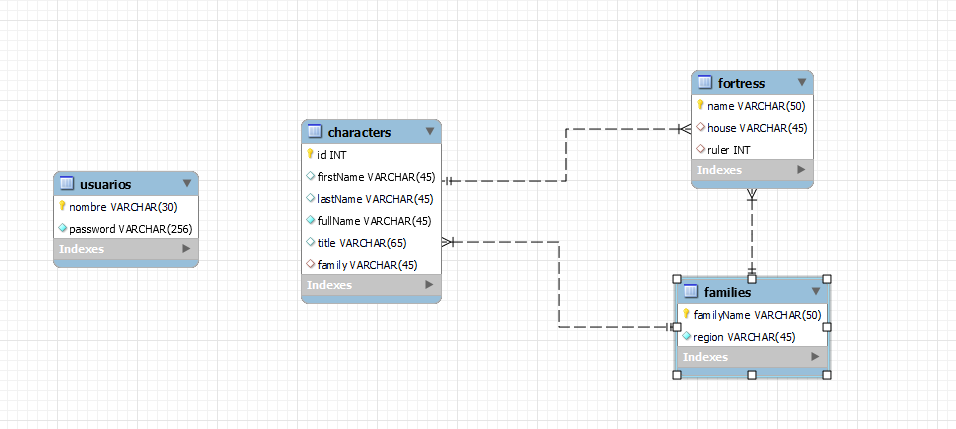 usuarios
nombre VARCHAR(30)
password VARCHAR(256)
Indexes
characters
id INT
firstName VARCHAR(45)
lastName VARCHAR(45)
fullName VARCHAR(45)
title VARCHAR(65)
family VARCHAR(45)
Indexes
fortress
name VARCHAR(50)
house VARCHAR(45)
ruler INT
Indexes
families
familyName VARCHAR(50)
region VARCHAR(45)
Indexes